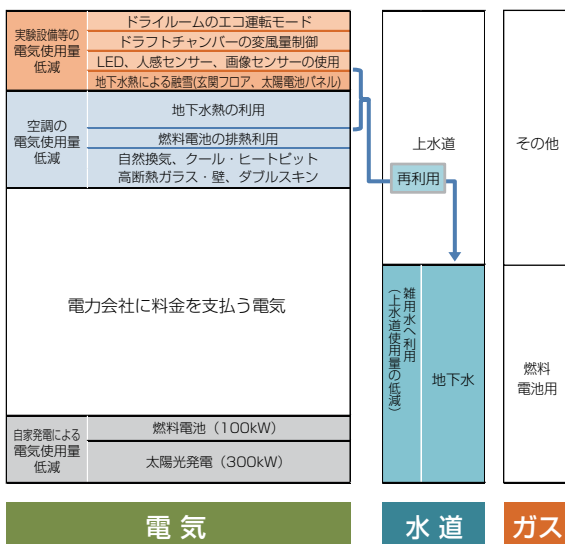 実験設備等の
電気使用量
低減
ドライルームのエコ運転モード
ドラフトチャンバーの変風量制御
LED、人感センサー、画像センサーの使用
地下水熱による融雪(玄関フロア、太陽電池パネル)
空調の
電気使用量
低減
地下水熱の利用
燃料電池の排熱利用
自然換気、クール・ヒートピット
高断熱ガラス・壁、ダブルスキン
電力会社に料金を支払う電気
自家発電による
電気使用量
低減
燃料電池（100kW）
太陽光発電（300kW）
電気
上水道
再利用
雑用水へ利用
（上水道使用量の低減）
地下水
水道
その他
燃料
電池用
ガス